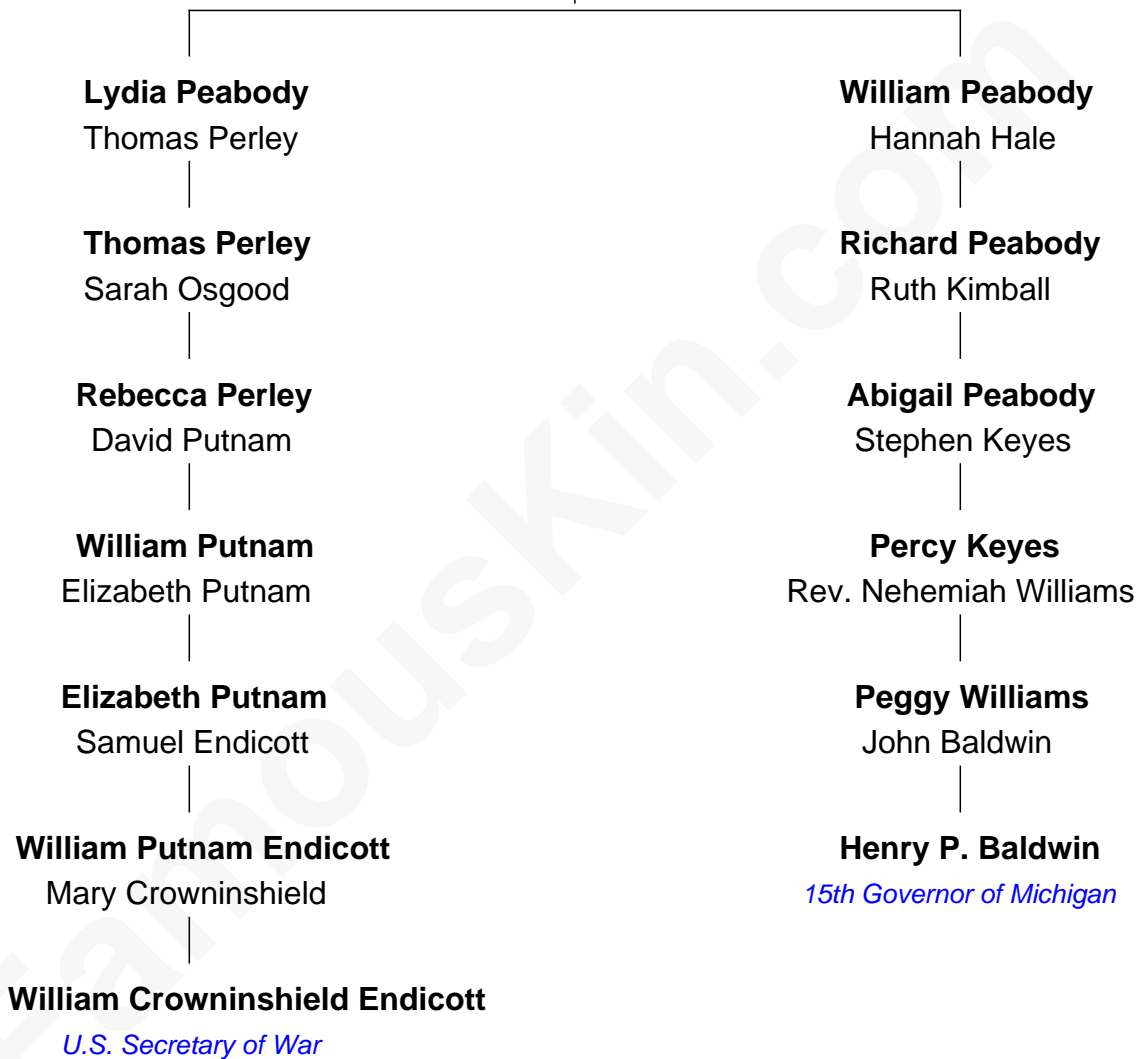 Lydia Peabody
Thomas Perley
William Peabody
Hannah Hale
Thomas Perley
Sarah Osgood
Richard Peabody
Ruth Kimball
Rebecca Perley
David Putnam
Abigail Peabody
Stephen Keyes
William Putnam
Elizabeth Putnam
Percy Keyes
Rev. Nehemiah Williams
Elizabeth Putnam
Samuel Endicott
Peggy Williams
John Baldwin
William Putnam Endicott
Mary Crowninshield
Henry P. Baldwin
15th Governor of Michigan
William Crowninshield Endicott
U.S. Secretary of War
FamousKin.com